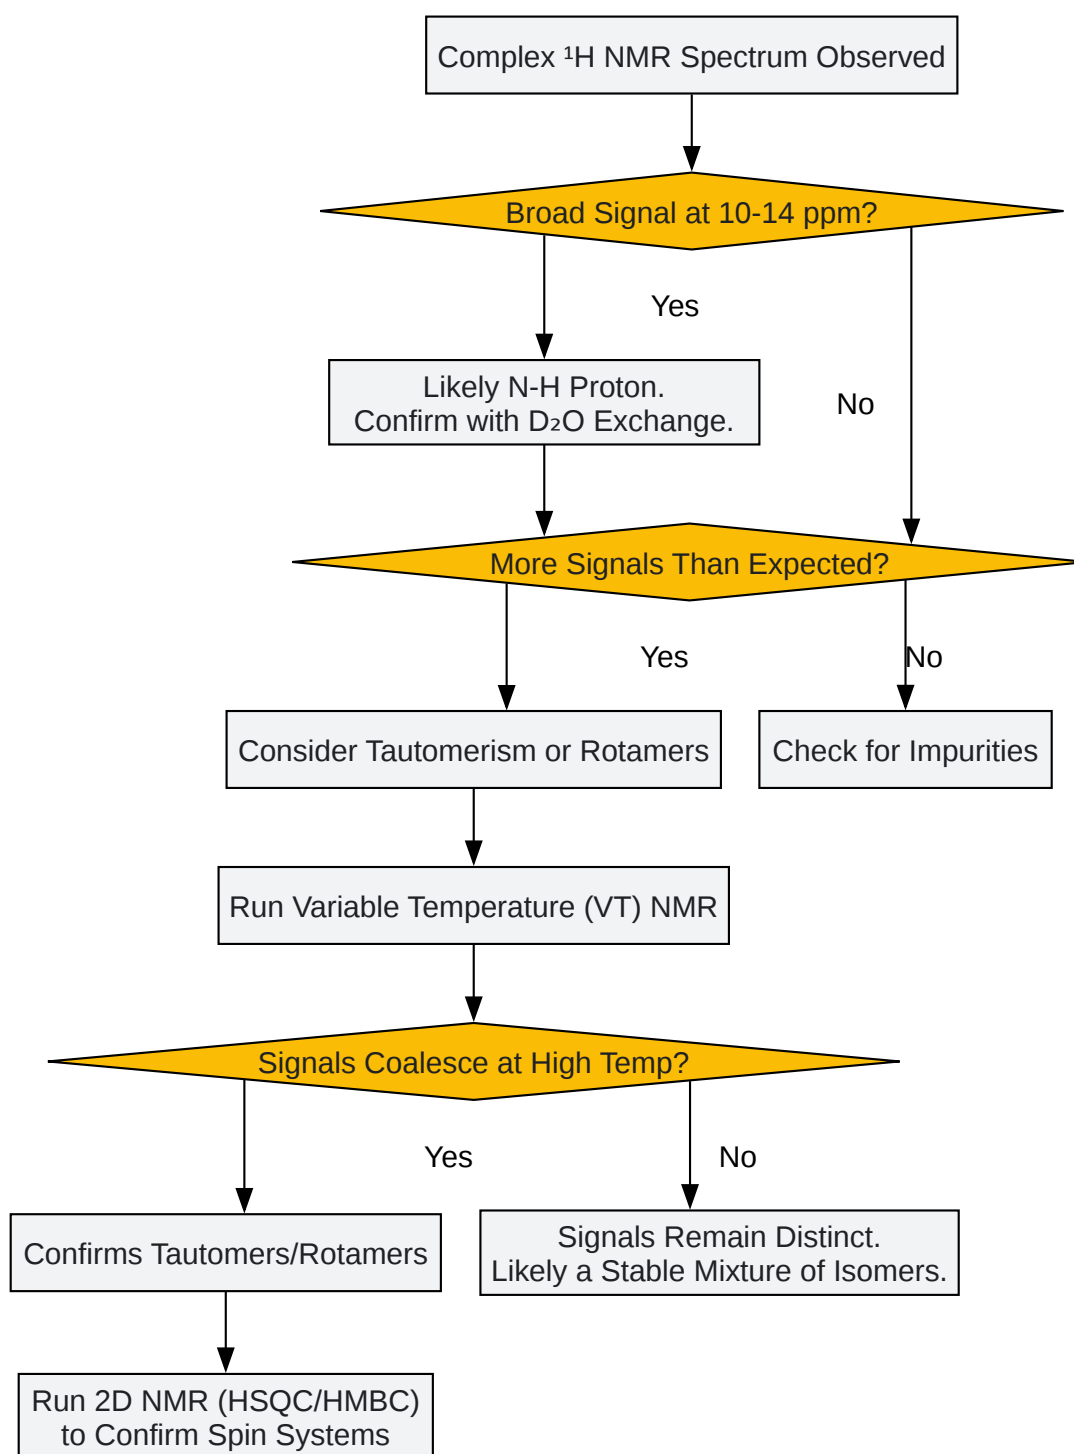 Complex ¹H NMR Spectrum Observed
Broad Signal at 10-14 ppm?
Yes
Likely N-H Proton.
Confirm with D₂O Exchange.
No
More Signals Than Expected?
Yes
No
Consider Tautomerism or Rotamers
Check for Impurities
Run Variable Temperature (VT) NMR
Signals Coalesce at High Temp?
Yes
No
Confirms Tautomers/Rotamers
Signals Remain Distinct.
Likely a Stable Mixture of Isomers.
Run 2D NMR (HSQC/HMBC)
to Confirm Spin Systems